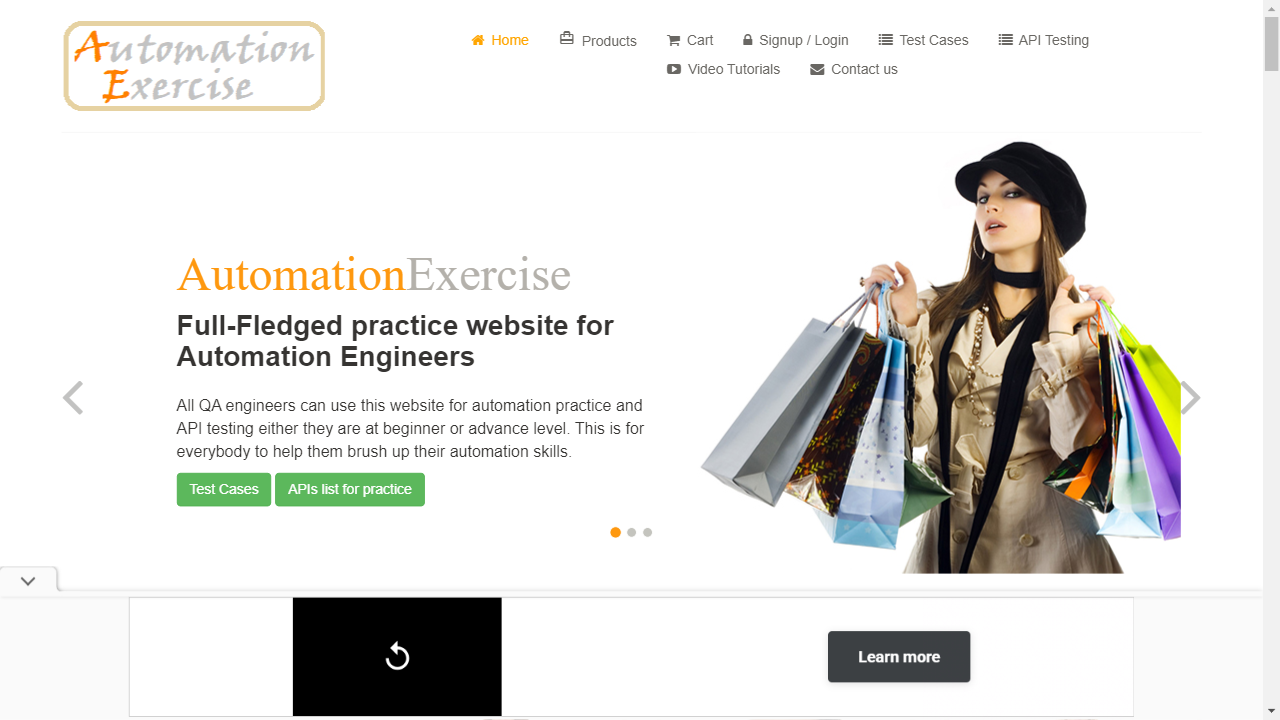 Automation
Exercise
Home
Products
Cart
Signup / Login
Test Cases
API Testing
Video Tutorials
Contact us
AutomationExercise
Full-Fledged practice website for
Automation Engineers
All QA engineers can use this website for automation practice and
API testing either they are at beginner or advance level. This is for
everybody to help them brush up their automation skills.
Test Cases
APIs list for practice
Learn more